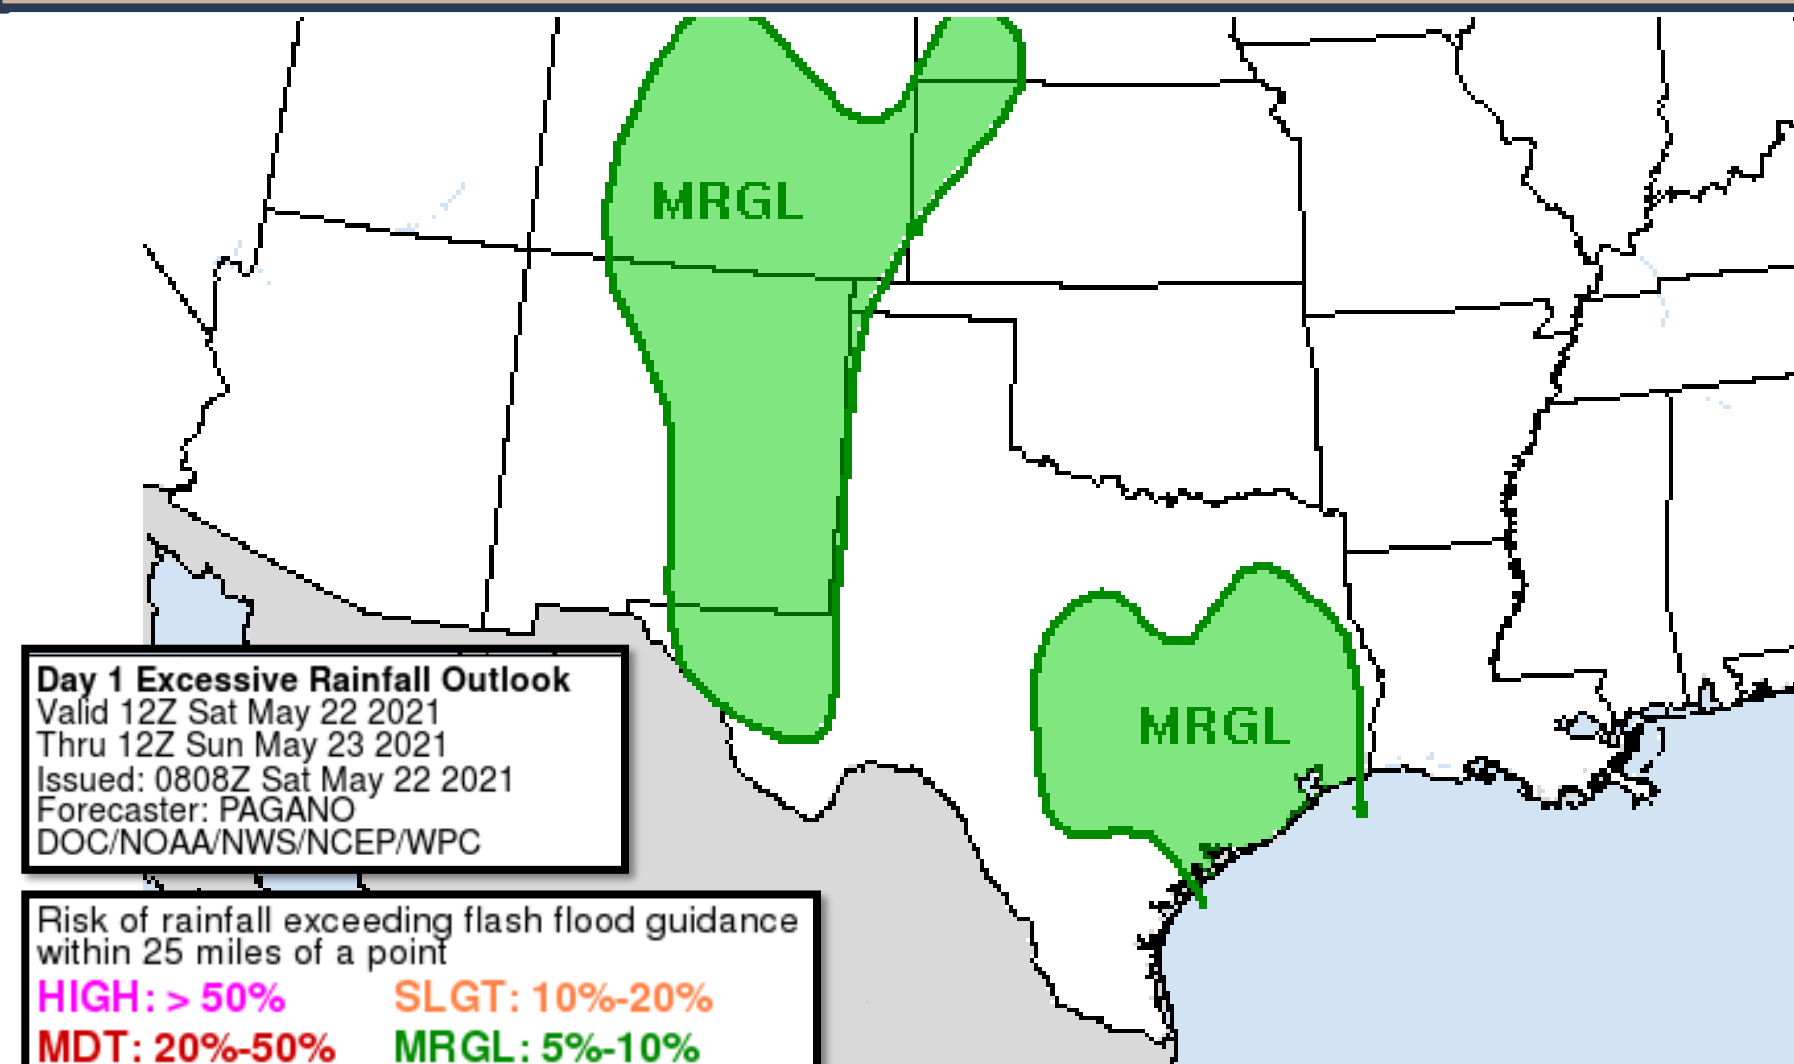 MRGL
MRGL
Day 1 Excessive Rainfall Outlook
Valid 12Z Sat May 22 2021
Thru 12Z Sun May 23 2021
Issued: 0808Z Sat May 22 2021
Forecaster: PAGANO
DOC/NOAA/NWS/NCEP/WPC
Risk of rainfall exceeding flash flood guidance
within 25 miles of a point
HIGH: > 50% SLGT: 10%-20%
MDT: 20%-50% MRGL: 5%-10%